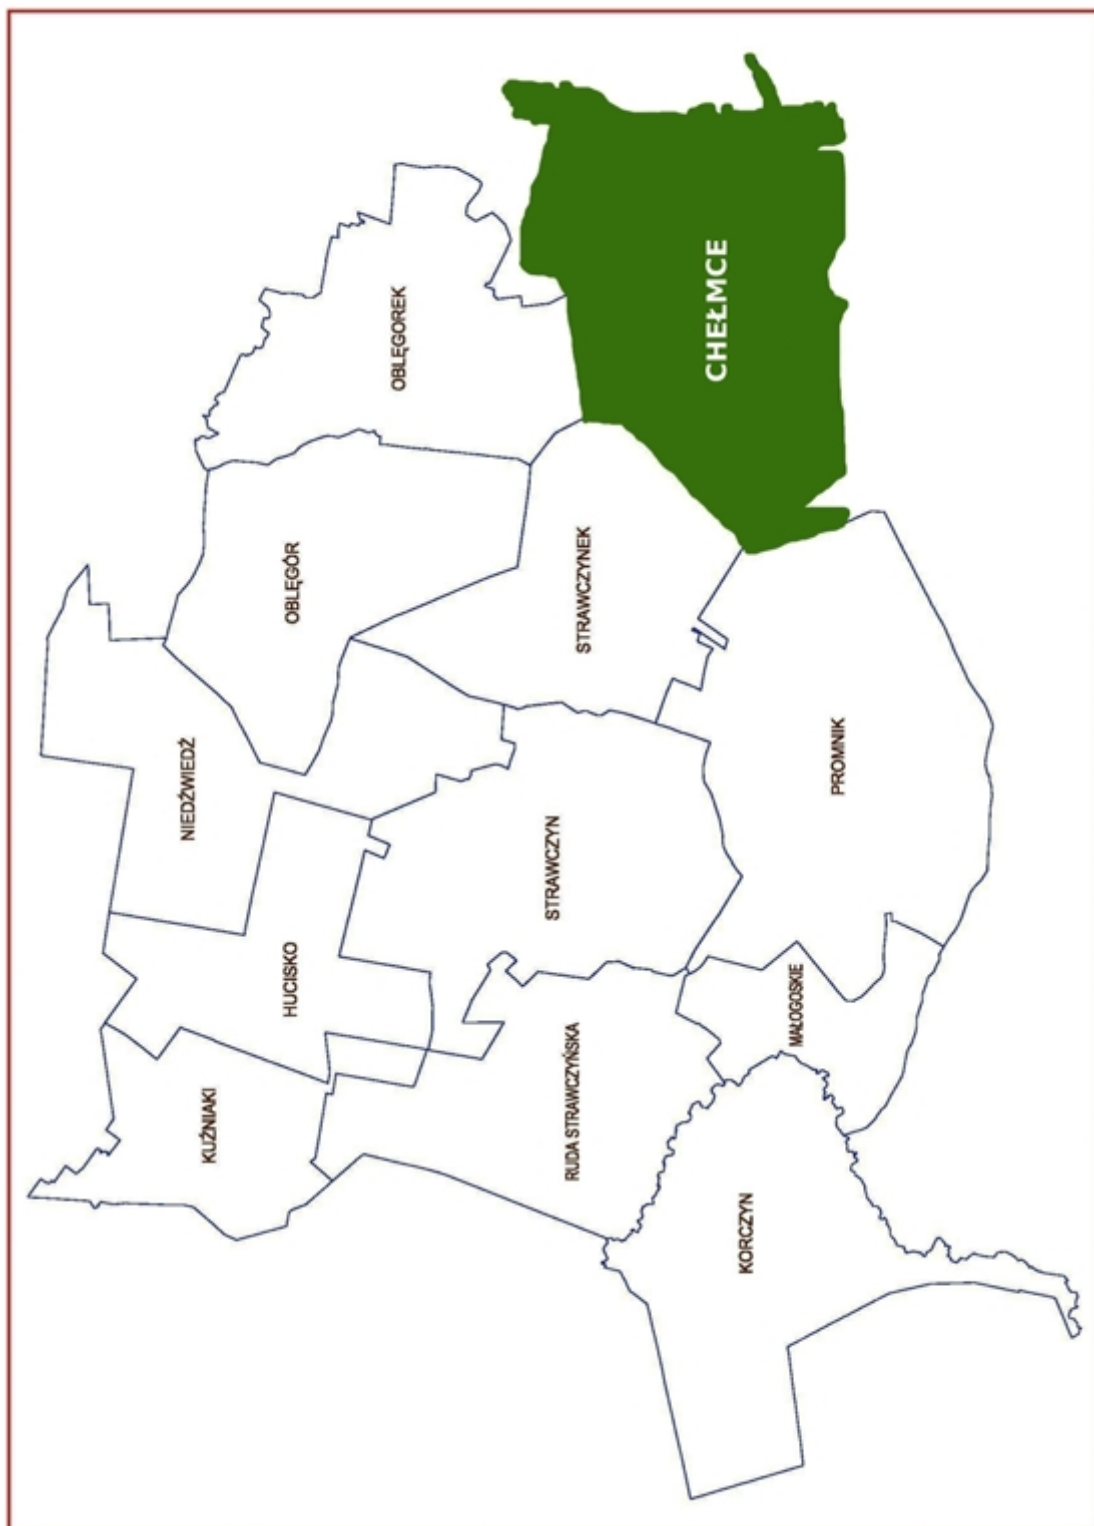 CHEŁMCE
OBLĘGOREK
OBLĘGÓR
STRAWCZYNEK
NIEDŹWIEDŹ
PROMNIK
STRAWCZYN
HUCISKO
MAŁOGOSKIE
KUŹNIAKI
RUDA STRAWCZYŃSKA
KORCZYN